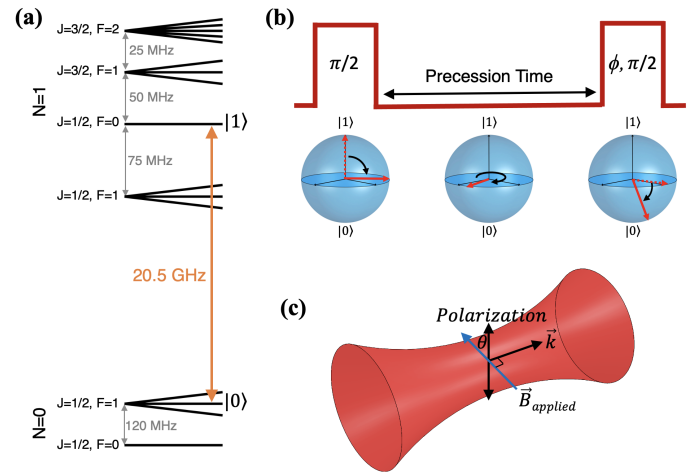 (a)
J=3/2, F=2
25 MHz
J=3/2, F=1
50 MHz
N=1
J=1/2, F=0
|1⟩
75 MHz
J=1/2, F=1
20.5 GHz
J=1/2, F=1
|0⟩
N=0
120 MHz
J=1/2, F=0
(b)
π/2
Precession Time
ϕ, π/2
|1⟩
|1⟩
|1⟩
|0⟩
|0⟩
|0⟩
(c)
Polarization
θ
k⃗
B⃗applied